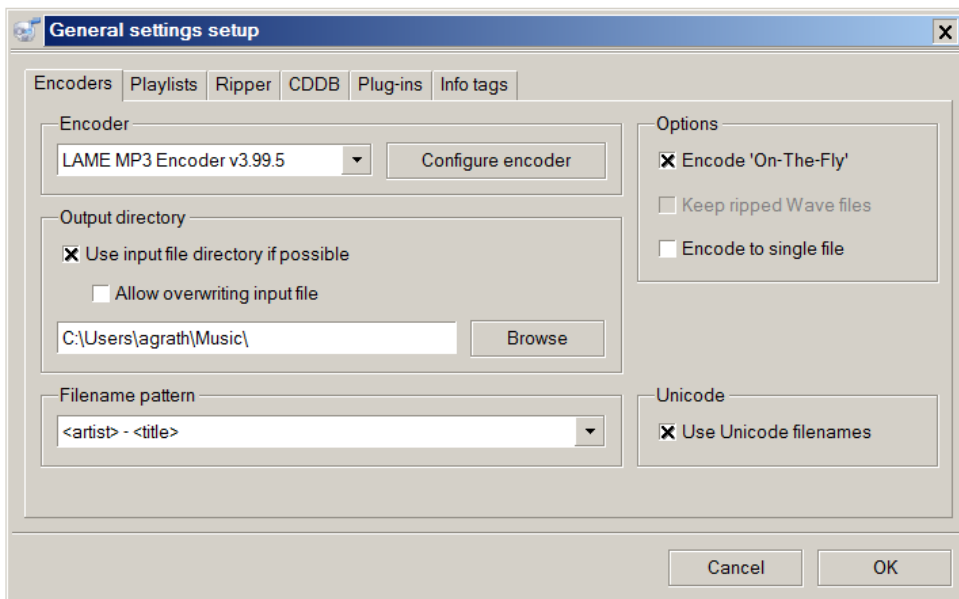 General settings setup
Encoders Playlists Ripper CDDB Plug-ins Info tags
Encoder
LAME MP3 Encoder v3.99.5 Configure encoder
Output directory
Use input file directory if possible
Allow overwriting input file
C:\Users\agrath\Music\ Browse
Filename pattern
<artist> - <title>
Options
Encode 'On-The-Fly'
Keep ripped Wave files
Encode to single file
Unicode
Use Unicode filenames
Cancel OK